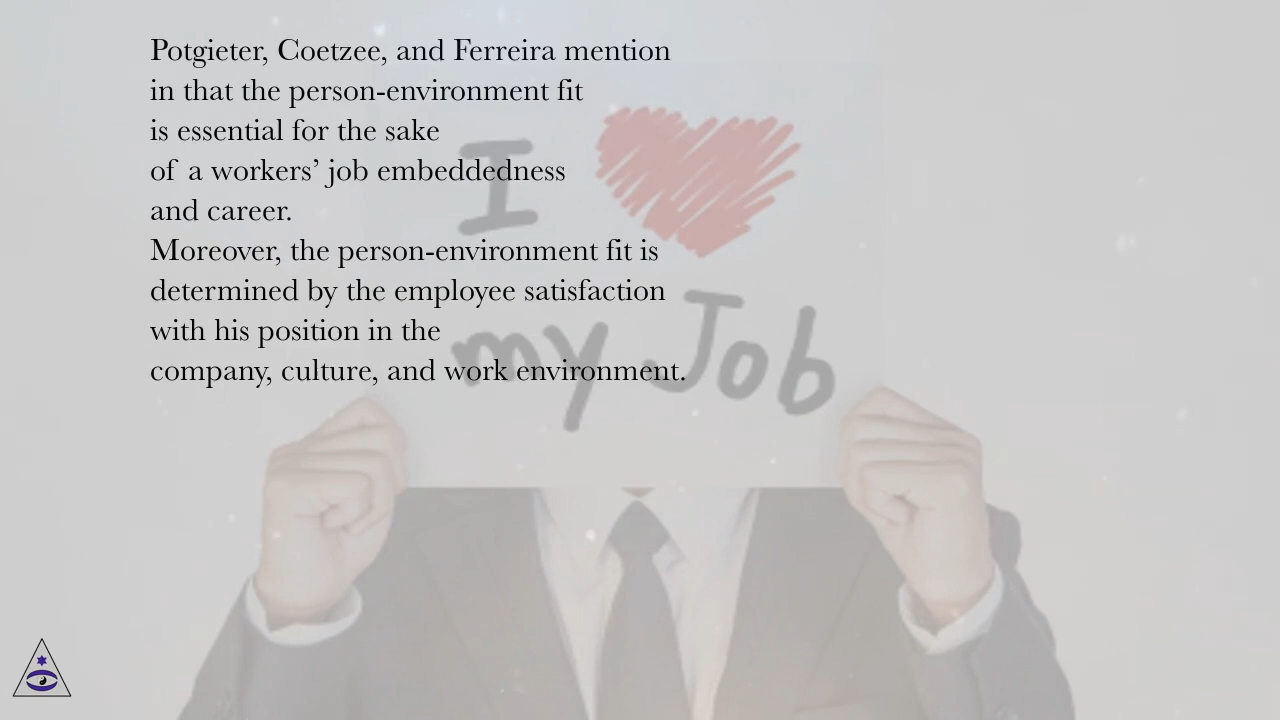 Potgieter, Coetzee, and Ferreira mention
in that the person-environment fit
is essential for the sake
of a workers’ job embeddedness
and career.
Moreover, the person-environment fit is
determined by the employee satisfaction
with his position in the
company, culture, and work environment.
I
my Job